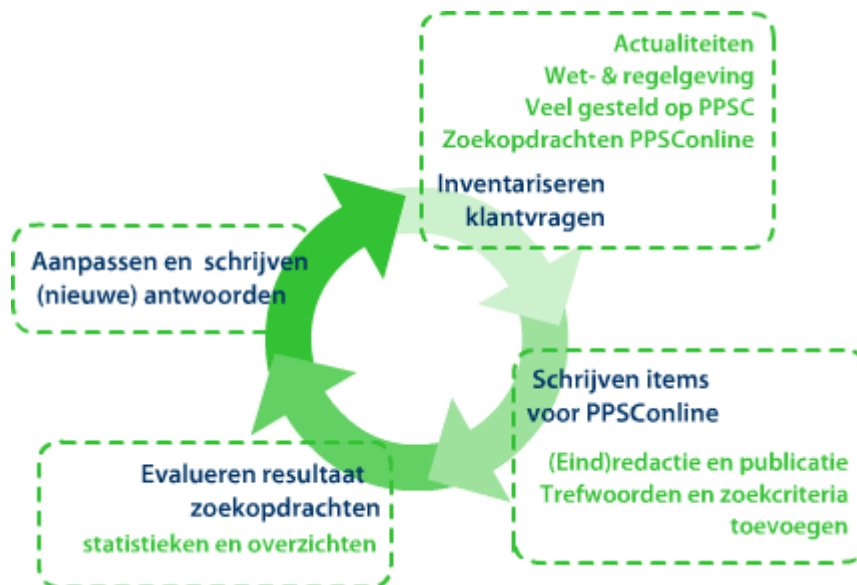 Actualiteiten
Wet- & regelgeving
Veel gesteld op PPSC
Zoekopdrachten PPSConline
Inventariseren
klantvragen
Schrijven items
voor PPSConline
(Eind)redactie en publicatie
Trefwoorden en zoekcriteria
toevoegen
Evalueren resultaat
zoekopdrachten
statistieken en overzichten
Aanpassen en schrijven
(nieuwe) antwoorden